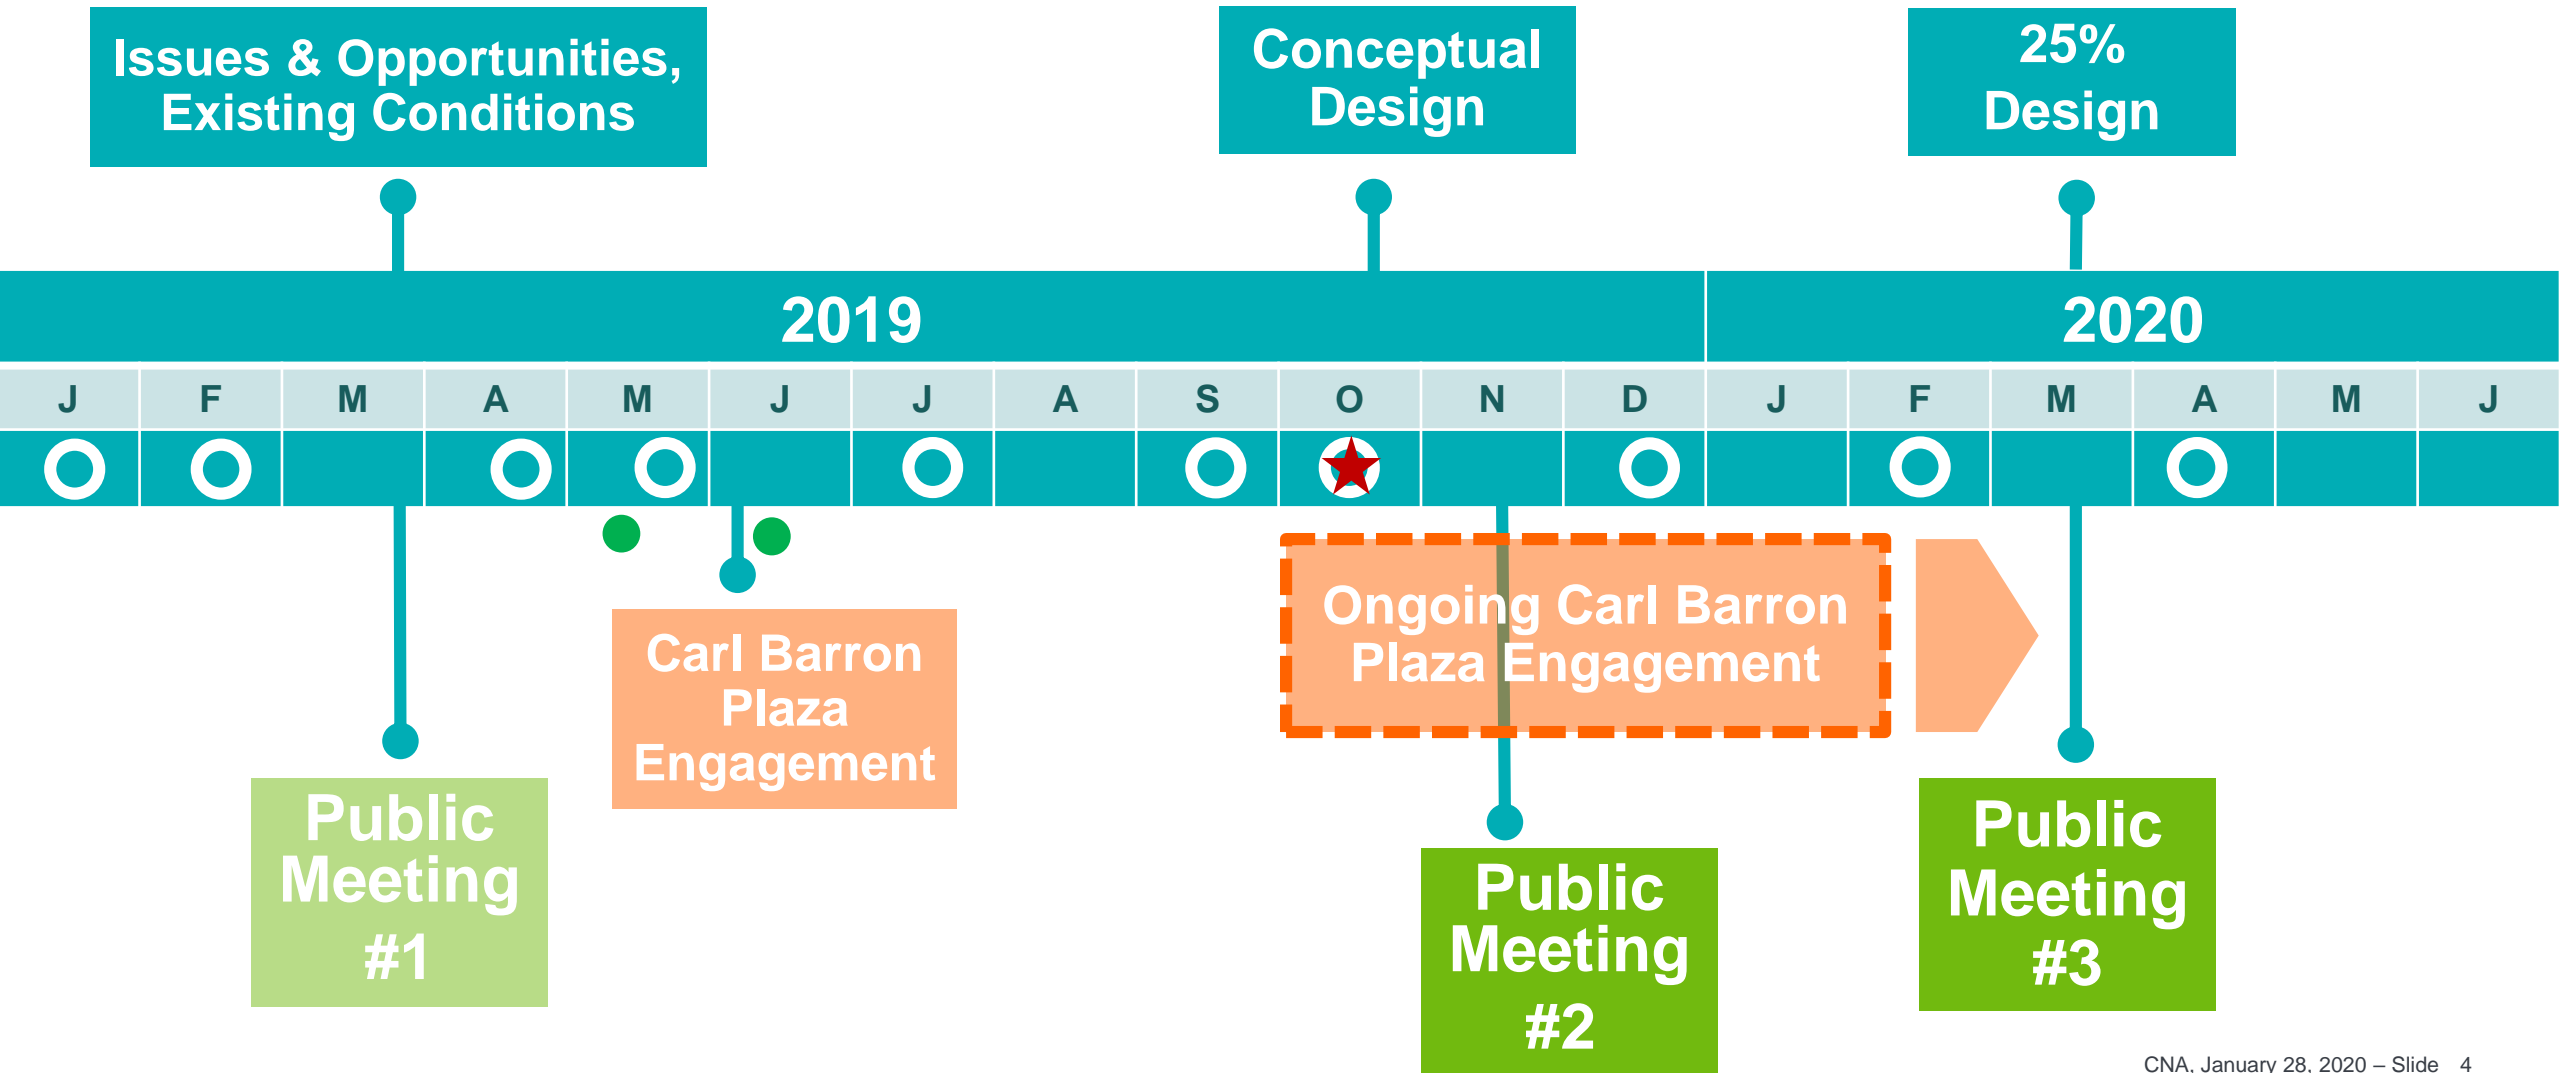 Issues & Opportunities,
Existing Conditions
Conceptual
Design
25%
Design
2019
2020
J F M A M J J A S O N D J F M A M J
Carl Barron
Plaza
Engagement
Ongoing Carl Barron
Plaza Engagement
Public
Meeting
#1
Public
Meeting
#2
Public
Meeting
#3
CNA, January 28, 2020 – Slide 4